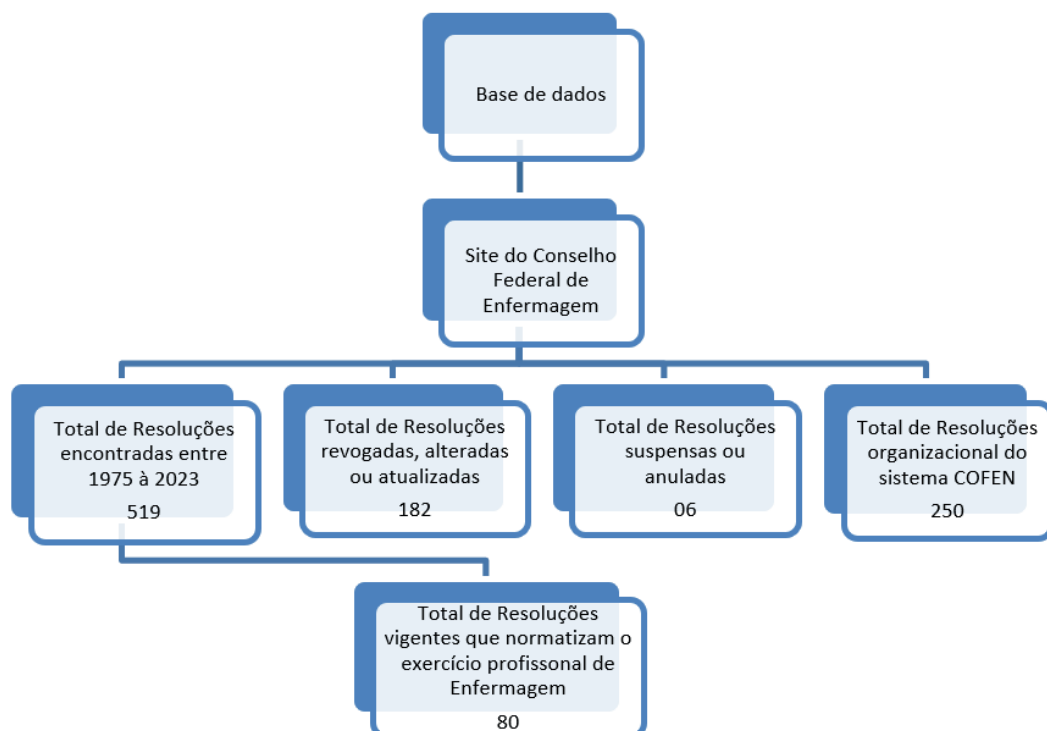 Base de dados
Site do Conselho
Federal de
Enfermagem
Total de Resoluções
encontradas entre
1975 à 2023
519
Total de Resoluções
revogadas, alteradas
ou atualizadas
182
Total de Resoluções
suspensas ou
anuladas
06
Total de Resoluções
organizacional do
sistema COFEN
250
Total de Resoluções
vigentes que normatizam o
exercício profissonal de
Enfermagem
80